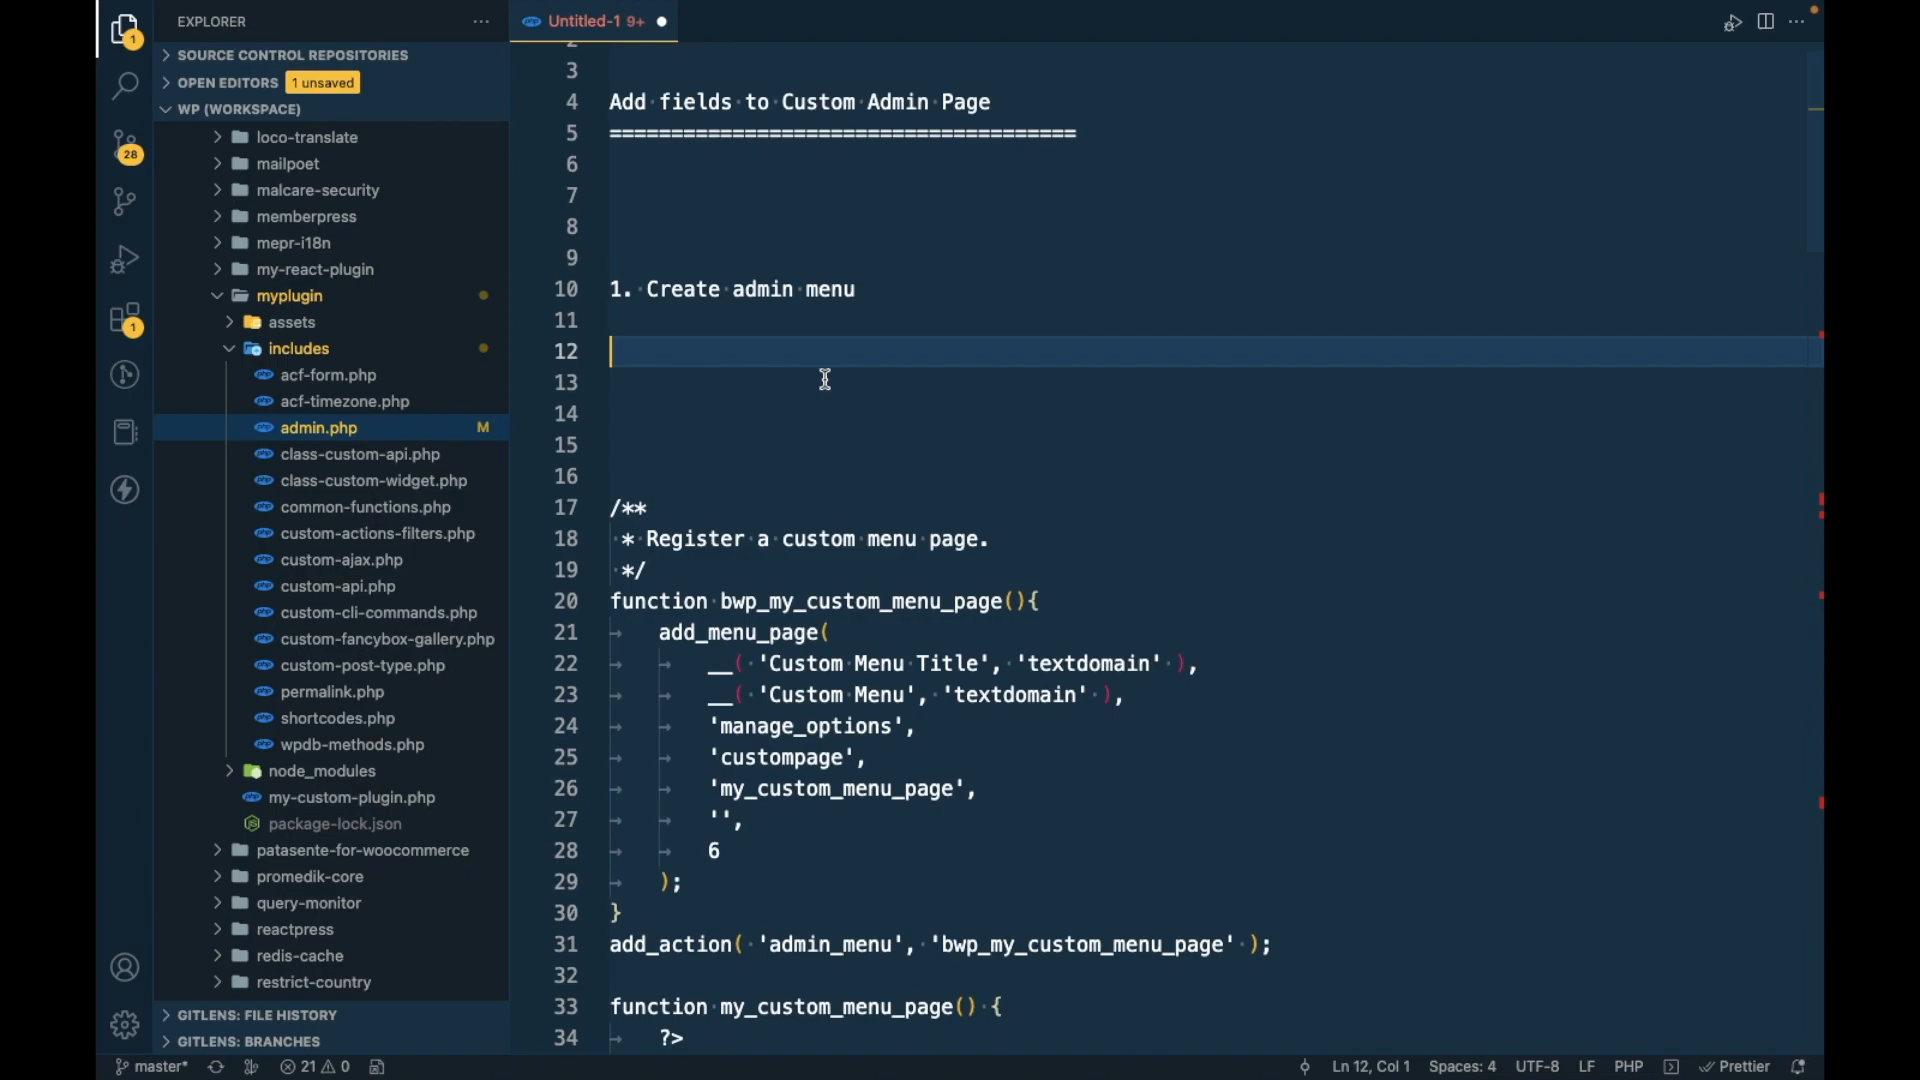 EXPLORER
SOURCE CONTROL REPOSITORIES
OPEN EDITORS 1 unsaved
WP (WORKSPACE)
loco-translate
mailpoet
malcare-security
memberpress
mepr-i18n
my-react-plugin
myplugin
assets
includes
acf-form.php
acf-timezone.php
admin.php M
class-custom-api.php
class-custom-widget.php
common-functions.php
custom-actions-filters.php
custom-ajax.php
custom-api.php
custom-cli-commands.php
custom-fancybox-gallery.php
custom-post-type.php
permalink.php
shortcodes.php
wpdb-methods.php
node_modules
my-custom-plugin.php
package-lock.json
patasente-for-woocommerce
promedik-core
query-monitor
reactpress
redis-cache
restrict-country
GITLENS: FILE HISTORY
GITLENS: BRANCHES
1
28
1
php Untitled-1 9+
2
3
4 Add fields to Custom Admin Page
5 ======================================
6
7
8
9
10 1. Create admin menu
11
12
13
14
15
16
17 /**
18 * Register a custom menu page.
19 */
20 function bwp_my_custom_menu_page(){
21 add_menu_page(
22 __( 'Custom Menu Title', 'textdomain' ),
23 __( 'Custom Menu', 'textdomain' ),
24 'manage_options',
25 'custompage',
26 'my_custom_menu_page',
27 '',
28 6
29 );
30 }
31 add_action( 'admin_menu', 'bwp_my_custom_menu_page' );
32
33 function my_custom_menu_page() {
34 ?>
master* 21 0
Ln 12, Col 1 Spaces: 4 UTF-8 LF PHP Prettier